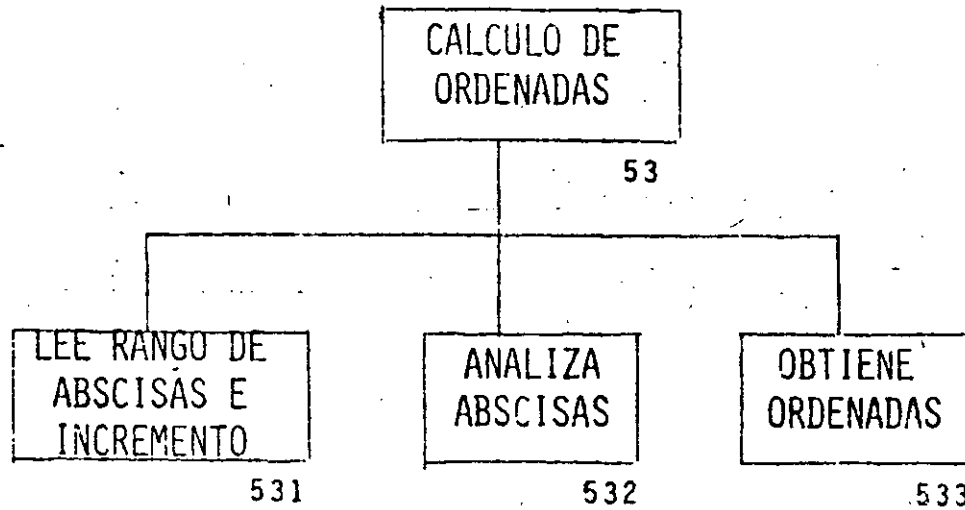 CALCULO DE
ORDENADAS
53
LEE RANGO DE
ABSCISAS E
INCREMENTO
531
ANALIZA
ABSCISAS
532
OBTIENE
ORDENADAS
533